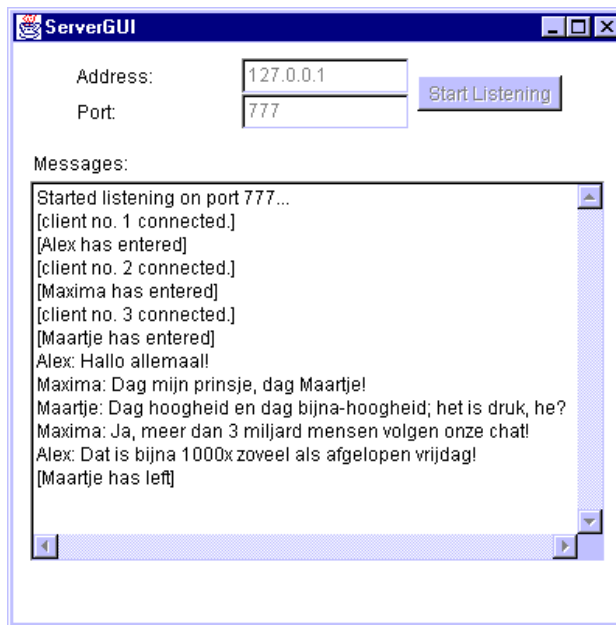 ServerGUI
Address: 127.0.0.1
Port: 777
Start Listening
Messages:
Started listening on port 777...
[client no. 1 connected.]
[Alex has entered]
[client no. 2 connected.]
[Maxima has entered]
[client no. 3 connected.]
[Maartje has entered]
Alex: Hallo allemaal!
Maxima: Dag mijn prinsje, dag Maartje!
Maartje: Dag hoogheid en dag bijna-hoogheid; het is druk, he?
Maxima: Ja, meer dan 3 miljard mensen volgen onze chat!
Alex: Dat is bijna 1000x zoveel als afgelopen vrijdag!
[Maartje has left]